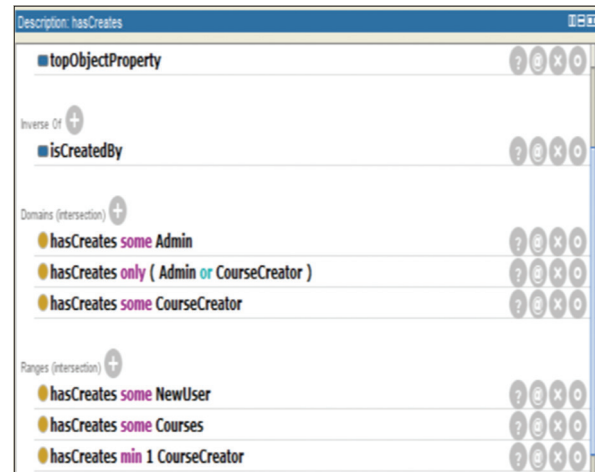 Description: hasCreates
topObjectProperty
Inverse Of
isCreatedBy
Domains (intersection)
hasCreates some Admin
hasCreates only ( Admin or CourseCreator )
hasCreates some CourseCreator
Ranges (intersection)
hasCreates some NewUser
hasCreates some Courses
hasCreates min 1 CourseCreator